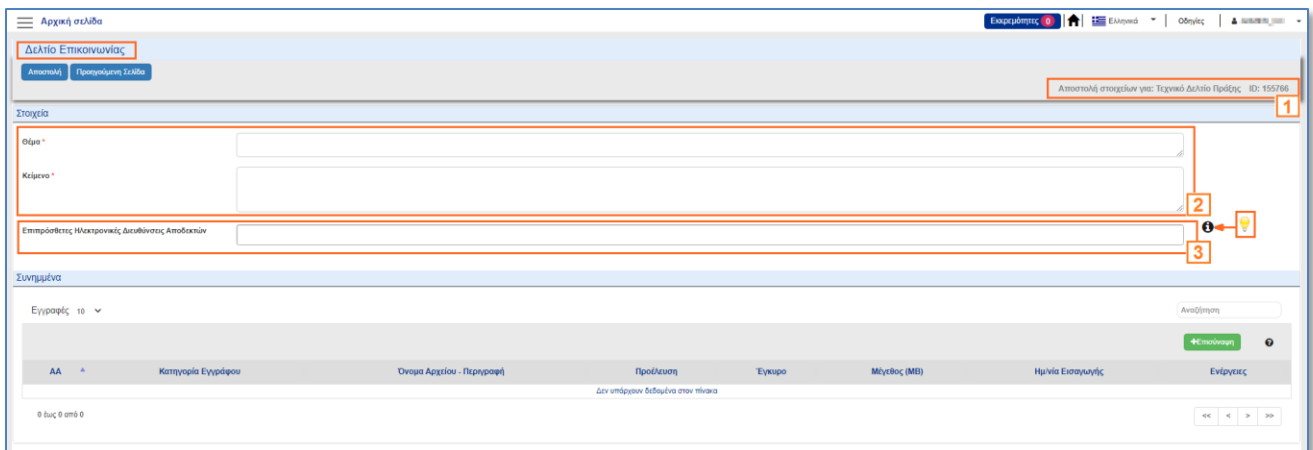 Αρχική σελίδα
Εκκρεμότητες 0
Ελληνικά
Οδηγίες
Δελτίο Επικοινωνίας
Αποστολή
Προηγούμενη Σελίδα
Αποστολή στοιχείων για: Τεχνικό Δελτίο Πράξης ID: 155766
1
Στοιχεία
Θέμα *
Κείμενο *
2
Επιπρόσθετες Ηλεκτρονικές Διευθύνσεις Αποδεκτών
3
Συνημμένα
Εγγραφές 10
Αναζήτηση
+Επισύναψη
ΑΑ Κατηγορία Εγγράφου Όνομα Αρχείου - Περιγραφή Προέλευση Έγκυρο Μέγεθος (MB) Ημ/νία Εισαγωγής Ενέργειες
Δεν υπάρχουν δεδομένα στον πίνακα
0 έως 0 από 0
<< < > >>